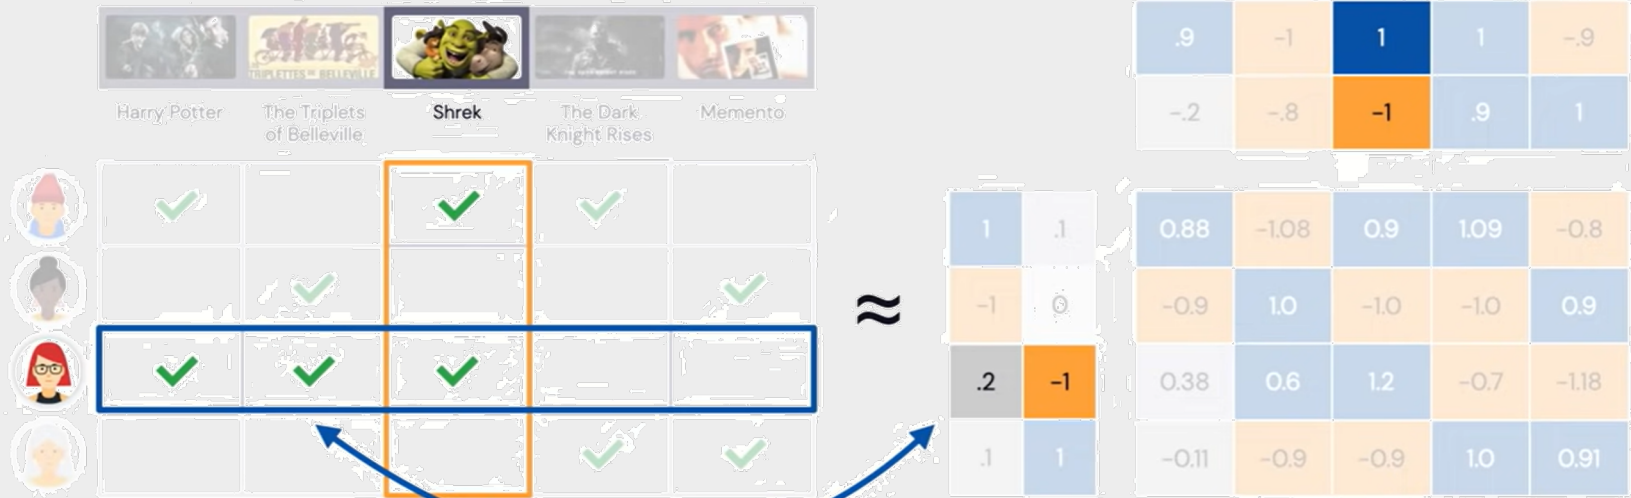 TRIPLETTES DE BELLEVILLE
.9 -1 1 1 -.9
Harry Potter The Triplets Shrek The Dark Memento
of Belleville Knight Rises
-.2 -.8 -1 .9 1
1 .1 0.88 -1.08 0.9 1.09 -0.8
≈ -1 0 -0.9 1.0 -1.0 -1.0 0.9
.2 -1 0.38 0.6 1.2 -0.7 -1.18
.1 1 -0.11 -0.9 -0.9 1.0 0.91